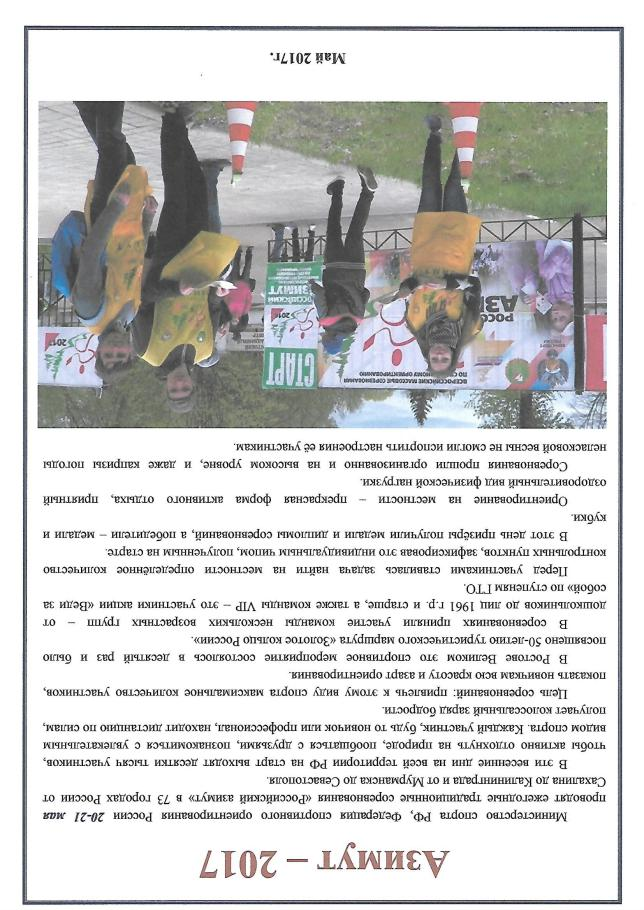 Азимут – 2017
Министерство спорта РФ, Федерация спортивного ориентирования России 20-21 мая
проводят ежегодные традиционные соревнования «Российский азимут» в 73 городах России от
Сахалина до Калининграда и от Мурманска до Севастополя.
В эти весенние дни на всей территории РФ на старт выходят десятки тысяч участников,
чтобы активно отдохнуть на природе, пообщаться с друзьями, познакомиться с увлекательным
видом спорта. Каждый участник, будь то новичок или профессионал, находит дистанцию по силам,
получает колоссальный заряд бодрости.
Цель соревнований: привлечь к этому виду спорта максимальное количество участников,
показать новичкам всю красоту и азарт ориентирования.
В Ростове Великом это спортивное мероприятие состоялось в десятый раз и было
посвящено 50-летию туристического маршрута «Золотое кольцо России».
В соревнованиях приняли участие команды нескольких возрастных групп – от
дошкольников до лиц 1961 г.р. и старше, а также команды VIP – это участники акции «Веди за
собой» по ступеням ГТО.
Перед участниками ставилась задача найти на местности определённое количество
контрольных пунктов, зафиксировав это индивидуальным чипом, полученным на старте.
В этот день призёры получили медали и дипломы соревнований, а победители – медали и
кубки.
Ориентирование на местности – прекрасная форма активного отдыха, приятный
оздоровительный вид физической нагрузки.
Соревнования прошли организованно и на высоком уровне, и даже капризы погоды
неласковой весны не смогли испортить настроения её участникам.
ВСЕРОССИЙСКИЕ МАССОВЫЕ СОРЕВНОВАНИЯ
СТАРТ
РОССИЙСКИЙ
АЗИМУТ
2016
РОСС
АЗ
2017
Май 2017г.